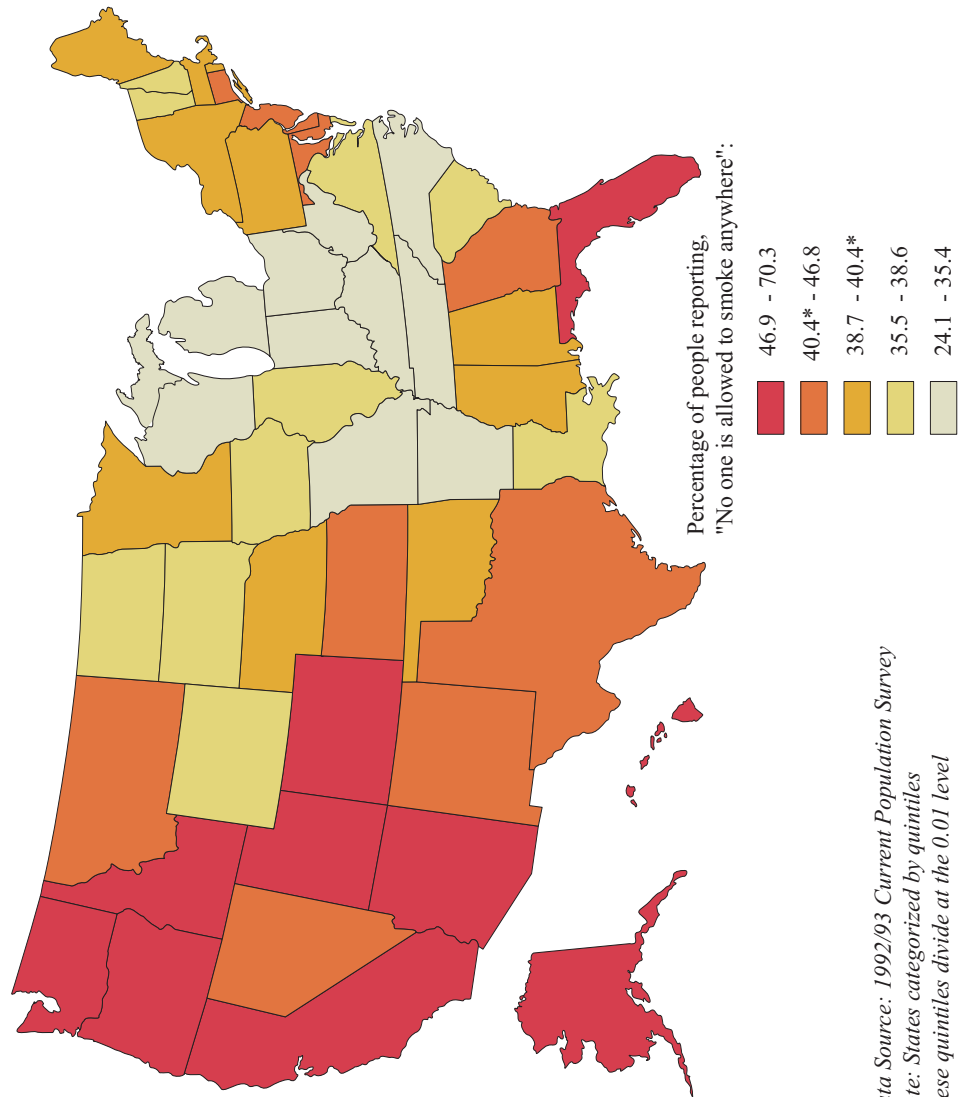 Percentage of people reporting,
"No one is allowed to smoke anywhere":
46.9 - 70.3
40.4* - 46.8
38.7 - 40.4*
35.5 - 38.6
24.1 - 35.4
ta Source: 1992/93 Current Population Survey
te: States categorized by quintiles
ese quintiles divide at the 0.01 level